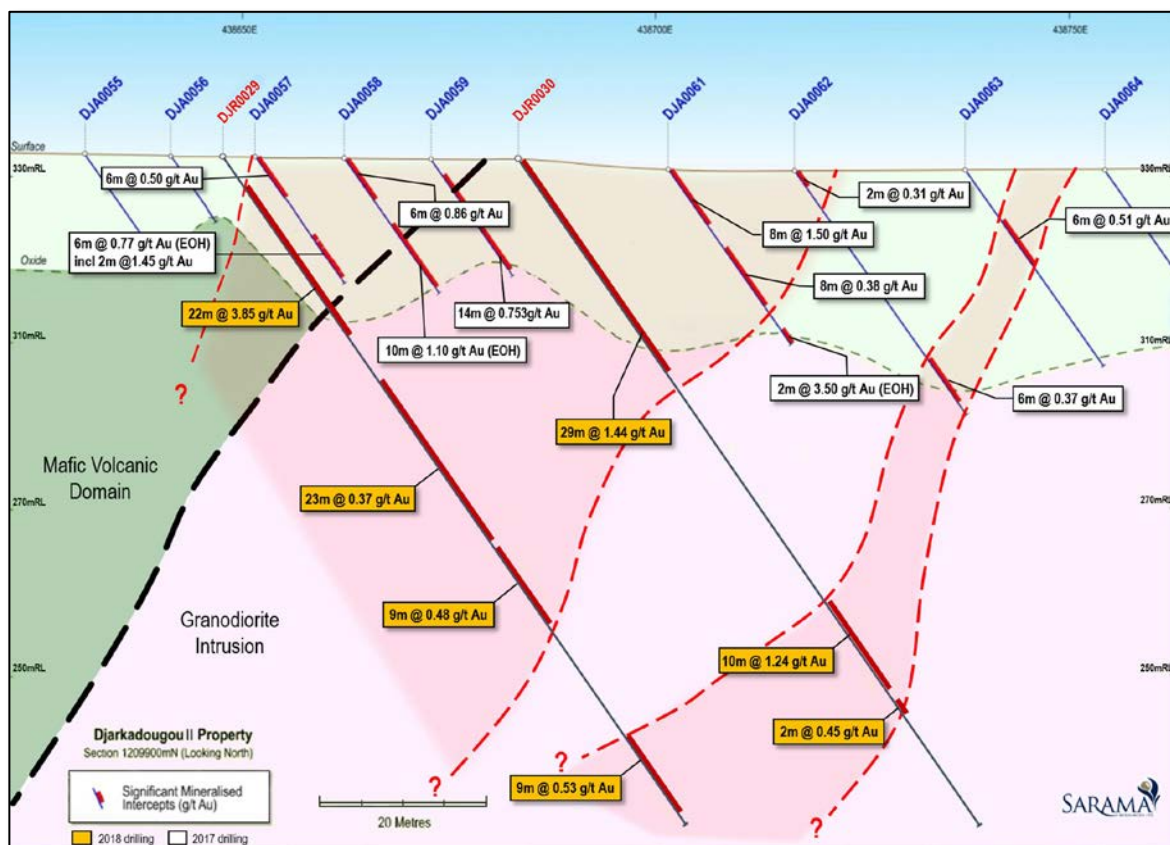 438650E
438700E
438750E
DJA0055
DJA0056
DJR0029
DJA0057
DJA0058
DJA0059
DJR0030
DJA0061
DJA0062
DJA0063
DJA0064
Surface
330mRL
330mRL
6m @ 0.50 g/t Au
6m @ 0.86 g/t Au
2m @ 0.31 g/t Au
6m @ 0.51 g/t Au
8m @ 1.50 g/t Au
6m @ 0.77 g/t Au (EOH)
incl 2m @1.45 g/t Au
Oxide
8m @ 0.38 g/t Au
22m @ 3.85 g/t Au
14m @ 0.753g/t Au
310mRL
310mRL
10m @ 1.10 g/t Au (EOH)
2m @ 3.50 g/t Au (EOH)
6m @ 0.37 g/t Au
?
29m @ 1.44 g/t Au
Mafic Volcanic
Domain
23m @ 0.37 g/t Au
270mRL
270mRL
9m @ 0.48 g/t Au
Granodiorite
Intrusion
10m @ 1.24 g/t Au
250mRL
250mRL
Djarkadougou II Property
Section 1209900mN (Looking North)
2m @ 0.45 g/t Au
?
?
9m @ 0.53 g/t Au
Significant Mineralised
Intercepts (g/t Au)
20 Metres
?
SARAMA
2018 drilling
2017 drilling